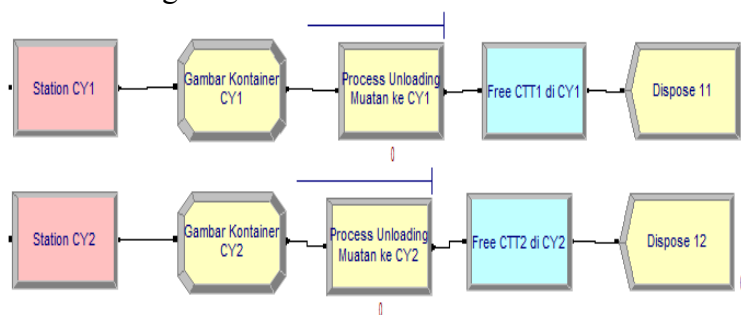 Station CY1
Gambar Kontainer
CY1
Process Unloading
Muatan ke CY1
0
Free CTT1 di CY1
Dispose 11
Station CY2
Gambar Kontainer
CY2
Process Unloading
Muatan ke CY2
0
Free CTT2 di CY2
Dispose 12